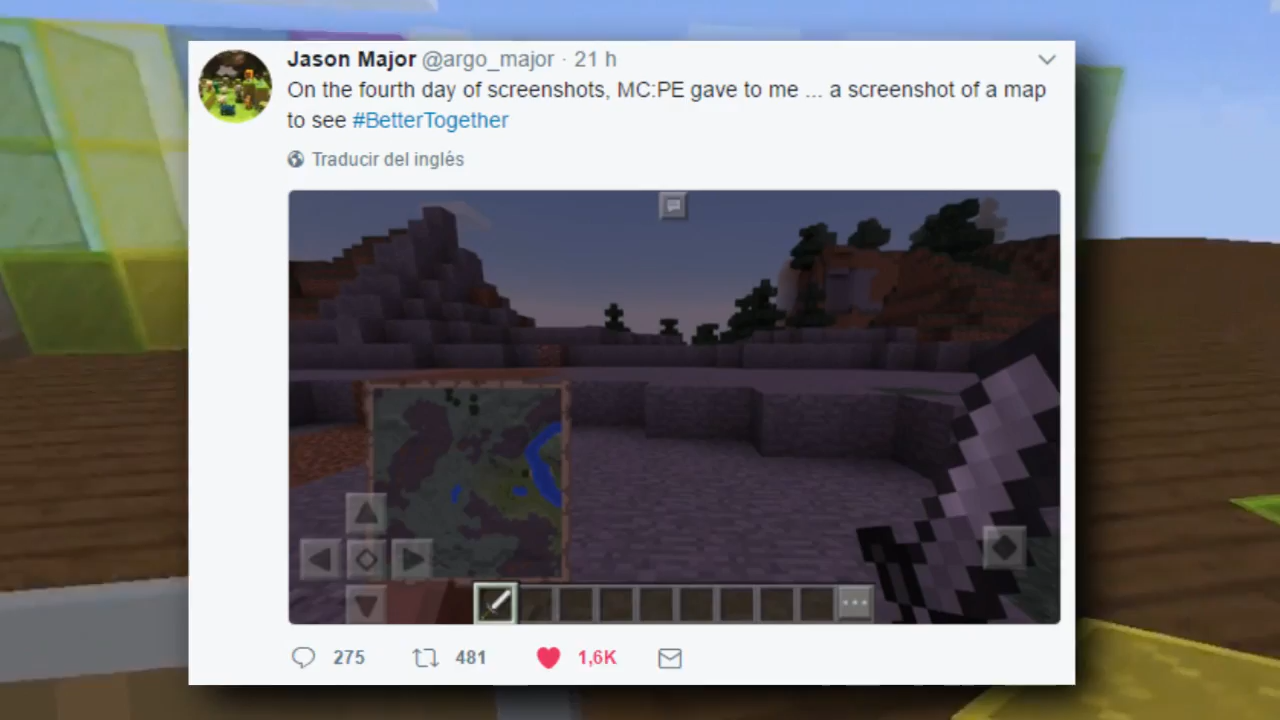 Jason Major @argo_major · 21 h
On the fourth day of screenshots, MC:PE gave to me ... a screenshot of a map
to see #BetterTogether
Traducir del inglés
275 481 1,6K